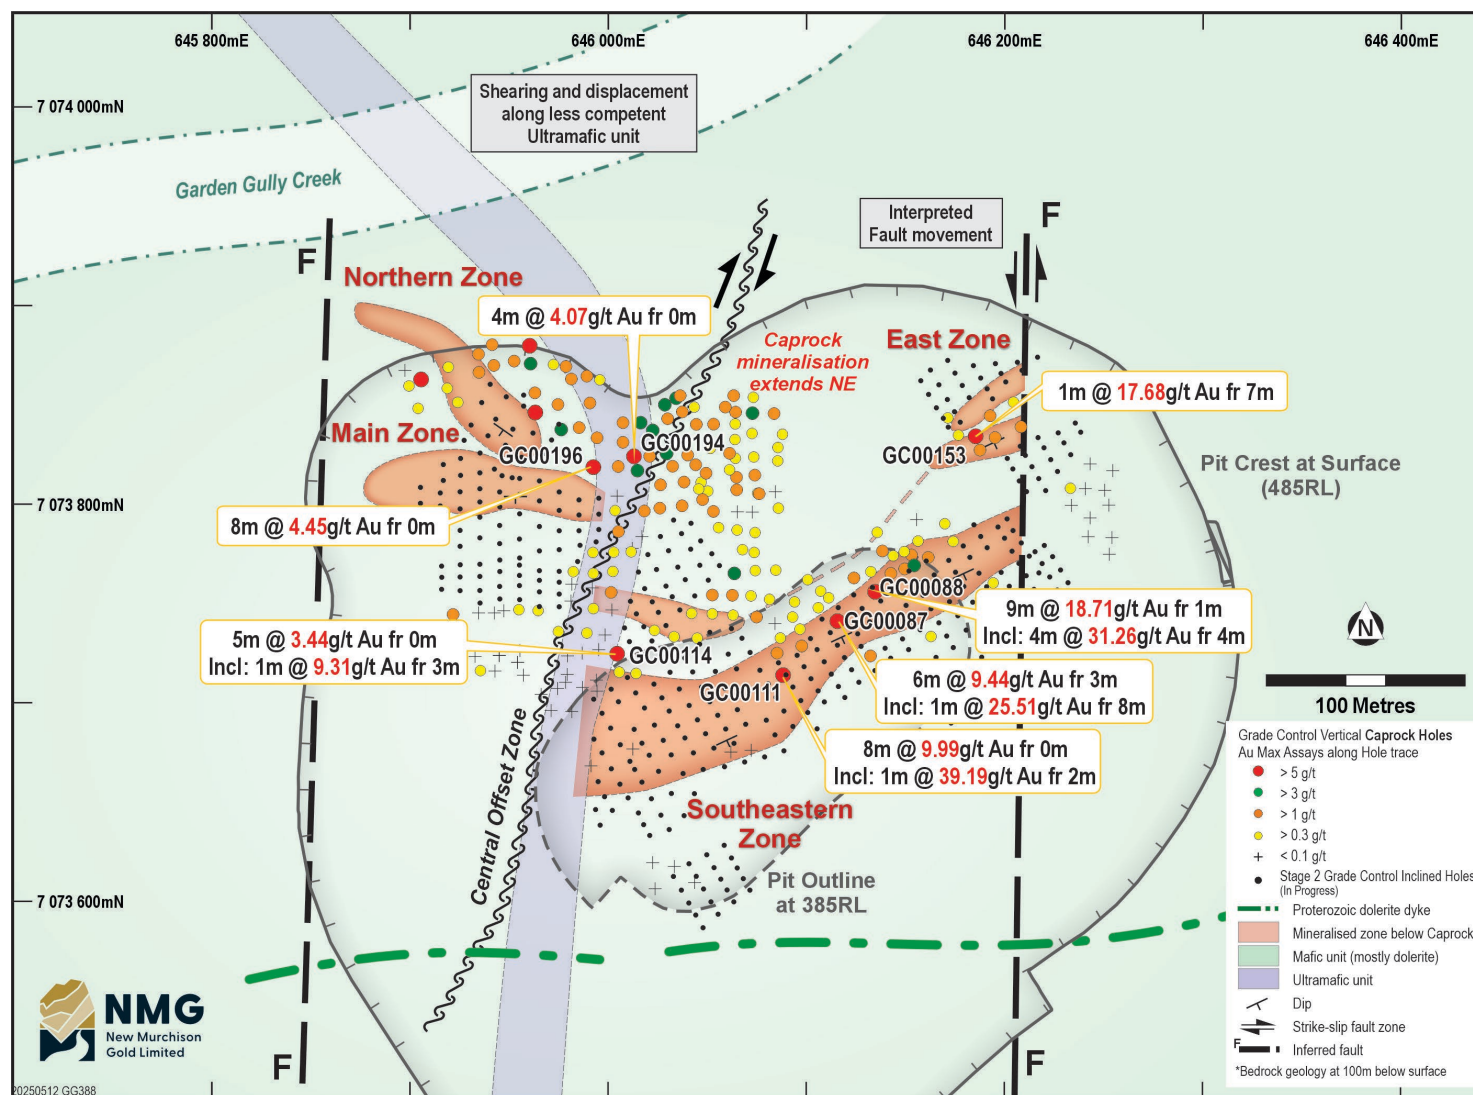 645 800mE
646 000mE
646 200mE
646 400mE
7 074 000mN
7 073 800mN
7 073 600mN
Shearing and displacement
along less competent
Ultramafic unit
Garden Gully Creek
Interpreted
Fault movement
F
F
Northern Zone
4m @ 4.07g/t Au fr 0m
Caprock
mineralisation
extends NE
East Zone
1m @ 17.68g/t Au fr 7m
Main Zone
GC00196
GC00194
GC00153
Pit Crest at Surface
(485RL)
8m @ 4.45g/t Au fr 0m
GC00088
GC00087
9m @ 18.71g/t Au fr 1m
Incl: 4m @ 31.26g/t Au fr 4m
5m @ 3.44g/t Au fr 0m
Incl: 1m @ 9.31g/t Au fr 3m
GC00114
GC00111
6m @ 9.44g/t Au fr 3m
Incl: 1m @ 25.51g/t Au fr 8m
8m @ 9.99g/t Au fr 0m
Incl: 1m @ 39.19g/t Au fr 2m
Central Offset Zone
Southeastern
Zone
Pit Outline
at 385RL
N
100 Metres
Grade Control Vertical Caprock Holes
Au Max Assays along Hole trace
> 5 g/t
> 3 g/t
> 1 g/t
> 0.3 g/t
< 0.1 g/t
Stage 2 Grade Control Inclined Holes
(In Progress)
Proterozoic dolerite dyke
Mineralised zone below Caprock
Mafic unit (mostly dolerite)
Ultramafic unit
Dip
Strike-slip fault zone
F
Inferred fault
*Bedrock geology at 100m below surface
F
F
NMG
New Murchison
Gold Limited
20250512 GG388